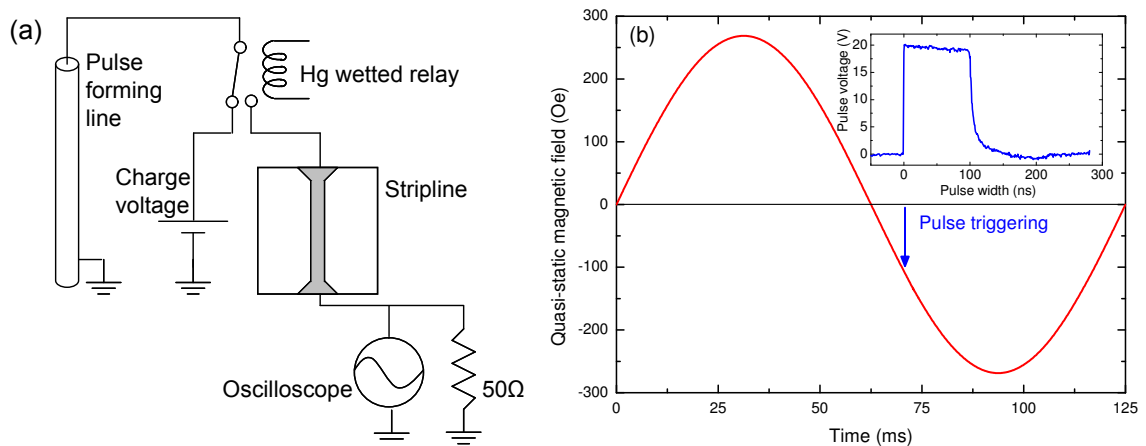 (a)
Pulse
forming
line
Hg wetted relay
Charge
voltage
Stripline
Oscilloscope
50Ω
(b)
Quasi-static magnetic field (Oe)
300
200
100
0
-100
-200
-300
0
25
50
75
100
125
Time (ms)
Pulse triggering
Pulse voltage (V)
20
15
10
5
0
0
100
200
300
Pulse width (ns)